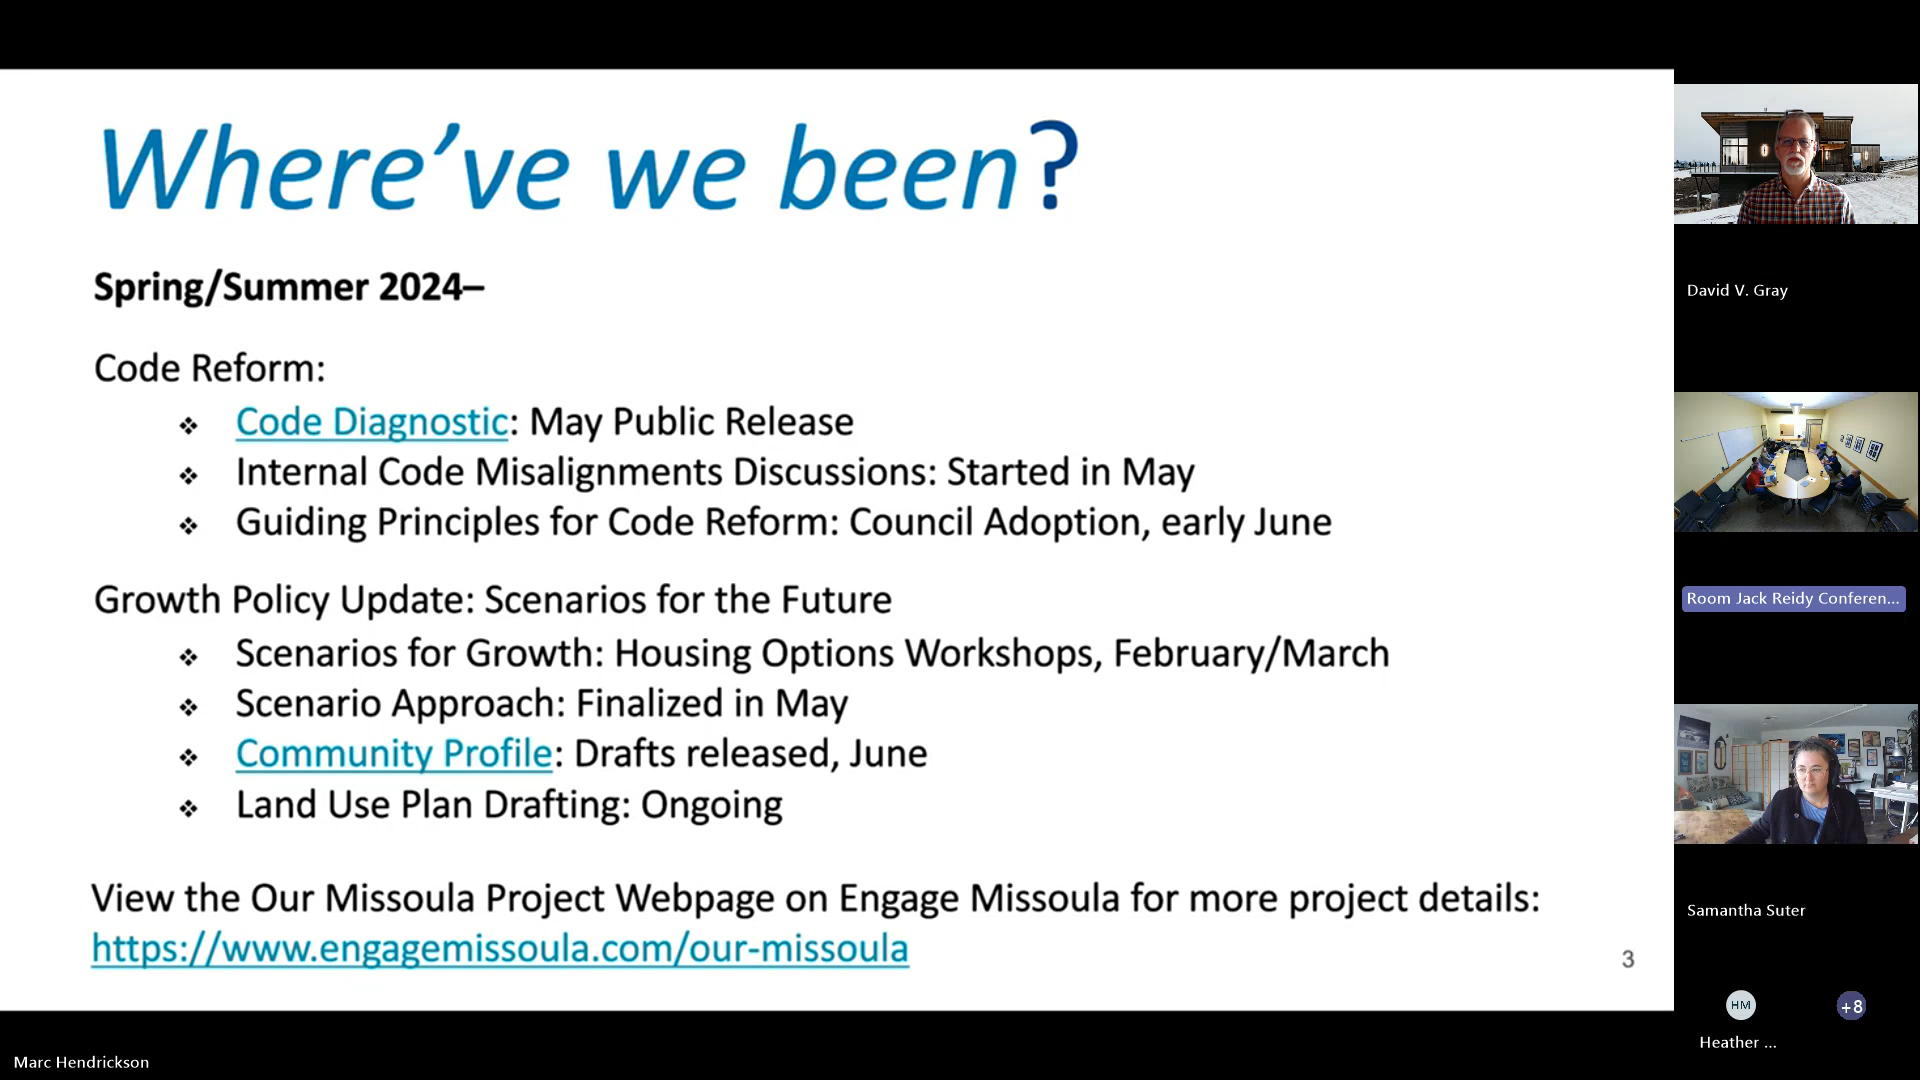 Where’ve we been?
Spring/Summer 2024–
Code Reform:
❖ Code Diagnostic: May Public Release
❖ Internal Code Misalignments Discussions: Started in May
❖ Guiding Principles for Code Reform: Council Adoption, early June
Growth Policy Update: Scenarios for the Future
❖ Scenarios for Growth: Housing Options Workshops, February/March
❖ Scenario Approach: Finalized in May
❖ Community Profile: Drafts released, June
❖ Land Use Plan Drafting: Ongoing
View the Our Missoula Project Webpage on Engage Missoula for more project details:
https://www.engagemissoula.com/our-missoula
3
Marc Hendrickson
David V. Gray
Room Jack Reidy Conferen...
Samantha Suter
HM
+8
Heather ...